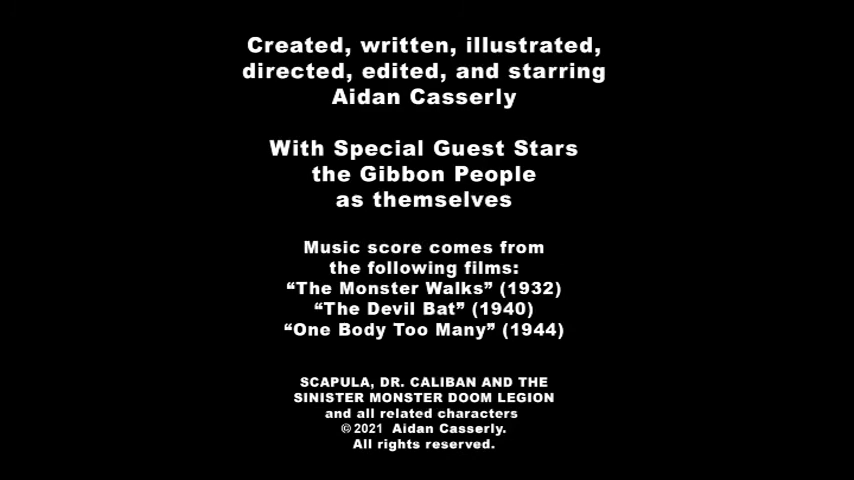 Created, written, illustrated,
directed, edited, and starring
Aidan Casserly
With Special Guest Stars
the Gibbon People
as themselves
Music score comes from
the following films:
“The Monster Walks” (1932)
“The Devil Bat” (1940)
“One Body Too Many” (1944)
SCAPULA, DR. CALIBAN AND THE
SINISTER MONSTER DOOM LEGION
and all related characters
© 2021 Aidan Casserly.
All rights reserved.